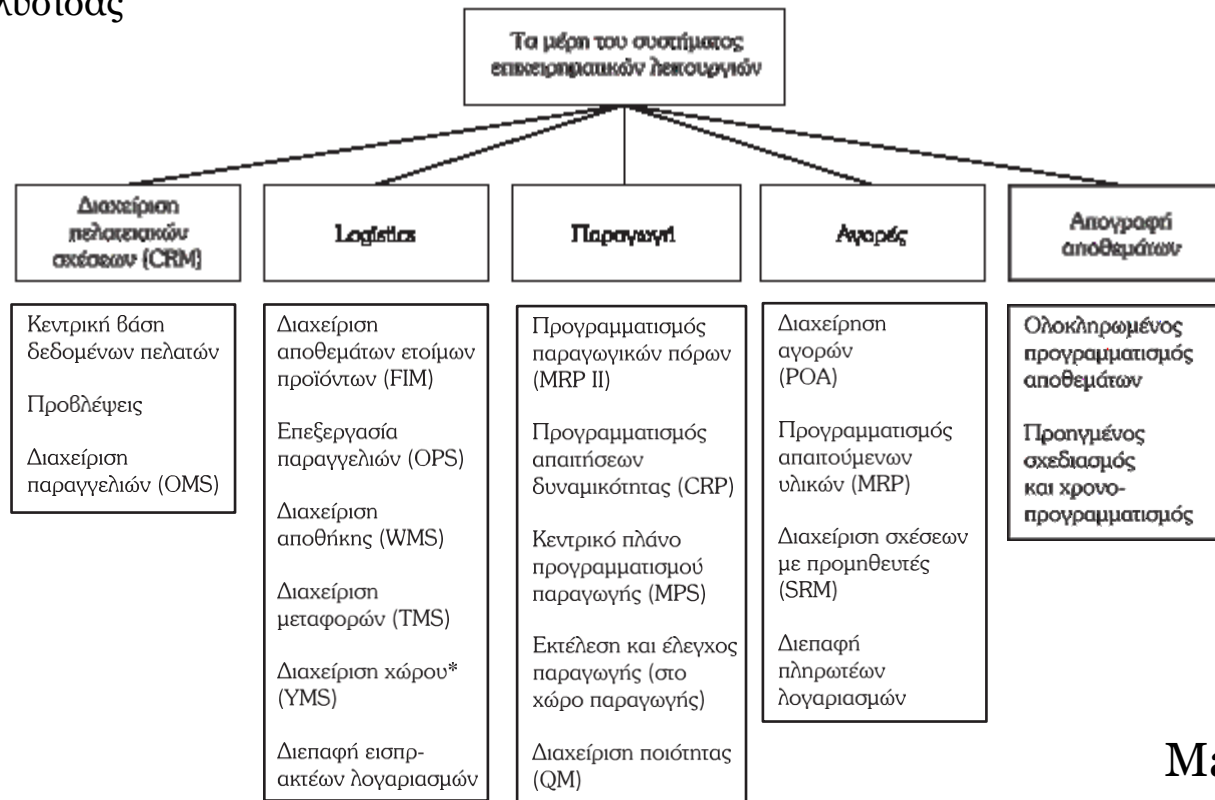 λυσίδας
Τα μέρη του συστήματος
επιχειρηματικών λειτουργιών
Διαχείριση
πελατειακών
σχέσεων (CRM)
Logistics
Παραγωγή
Αγορές
Απογραφή
αποθεμάτων
Κεντρική βάση
δεδομένων πελατών
Προβλέψεις
Διαχείριση
παραγγελιών (OMS)
Διαχείριση
αποθεμάτων ετοίμων
προϊόντων (FIM)
Επεξεργασία
παραγγελιών (OPS)
Διαχείριση
αποθήκης (WMS)
Διαχείριση
μεταφορών (TMS)
Διαχείριση χώρου*
(YMS)
Διεπαφή εισπρ-
ακτέων λογαριασμών
Προγραμματισμός
παραγωγικών πόρων
(MRP II)
Προγραμματισμός
απαιτήσεων
δυναμικότητας (CRP)
Κεντρικό πλάνο
προγραμματισμού
παραγωγής (MPS)
Εκτέλεση και έλεγχος
παραγωγής (στο
χώρο παραγωγής)
Διαχείριση ποιότητας
(QM)
Διαχείρηση
αγορών
(POA)
Προγραμματισμός
απαιτούμενων
υλικών (MRP)
Διαχείριση σχέσεων
με προμηθευτές
(SRM)
Διεπαφή
πληρωτέων
λογαριασμών
Ολοκληρωμένος
προγραμματισμός
αποθεμάτων
Προηγμένος
σχεδιασμός
και χρονο-
προγραμματισμός